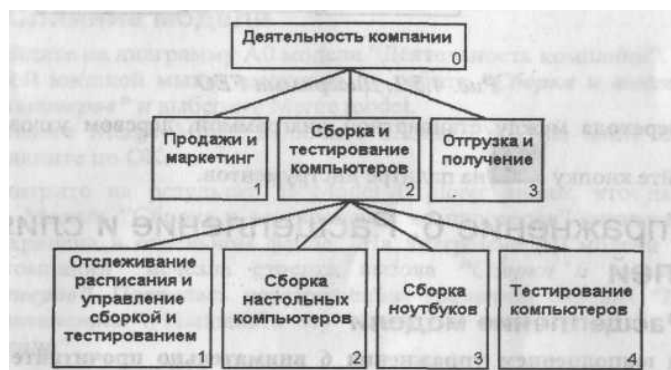 Деятельность компании
0
Продажи и
маркетинг
1
Сборка и
тестирование
компьютеров
2
Отгрузка и
получение
3
Отслеживание
расписания и
управление
сборкой и
тестированием
1
Сборка
настольных
компьютеров
2
Сборка
ноутбуков
3
Тестирование
компьютеров
4